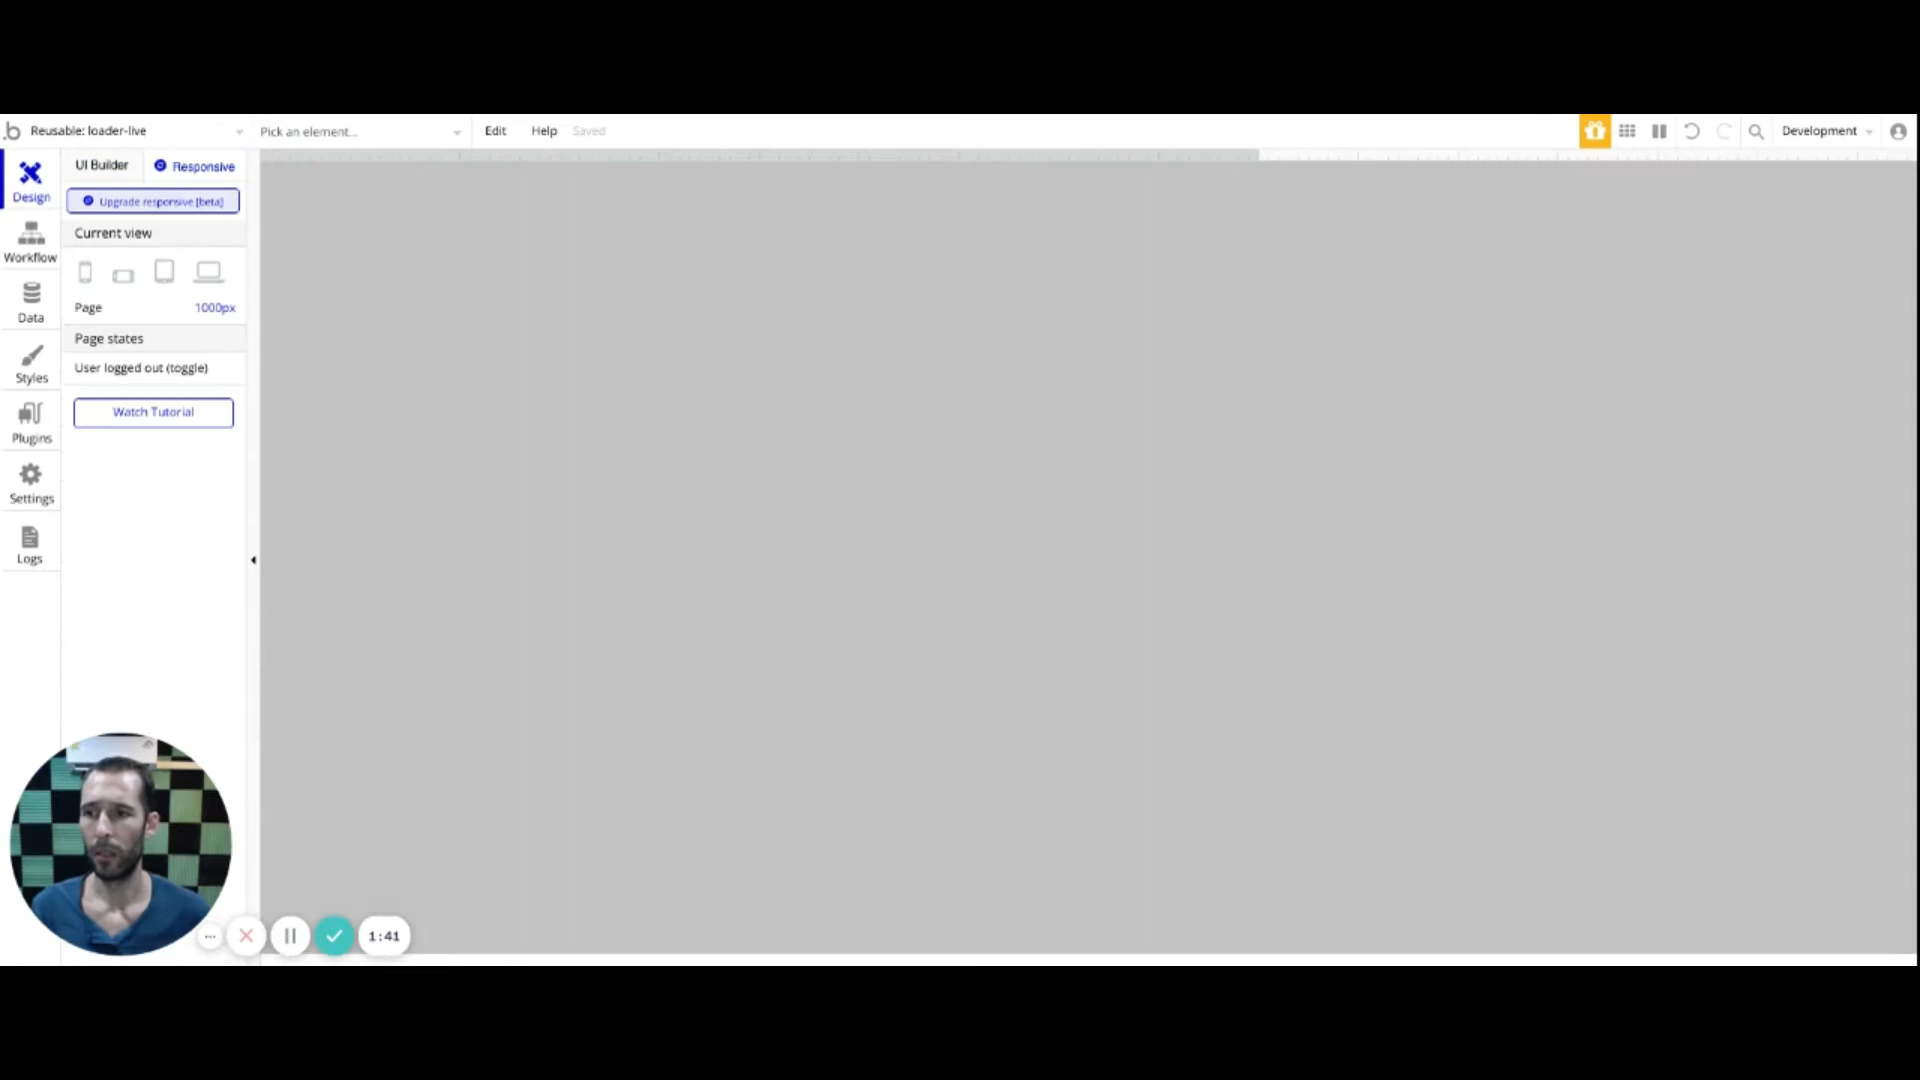 .b Reusable: loader-live
Pick an element...
Edit
Help
Saved
Development
UI Builder
Responsive
Upgrade responsive [beta]
Current view
Page 1000px
Page states
User logged out (toggle)
Watch Tutorial
Design
Workflow
Data
Styles
Plugins
Settings
Logs
1:41